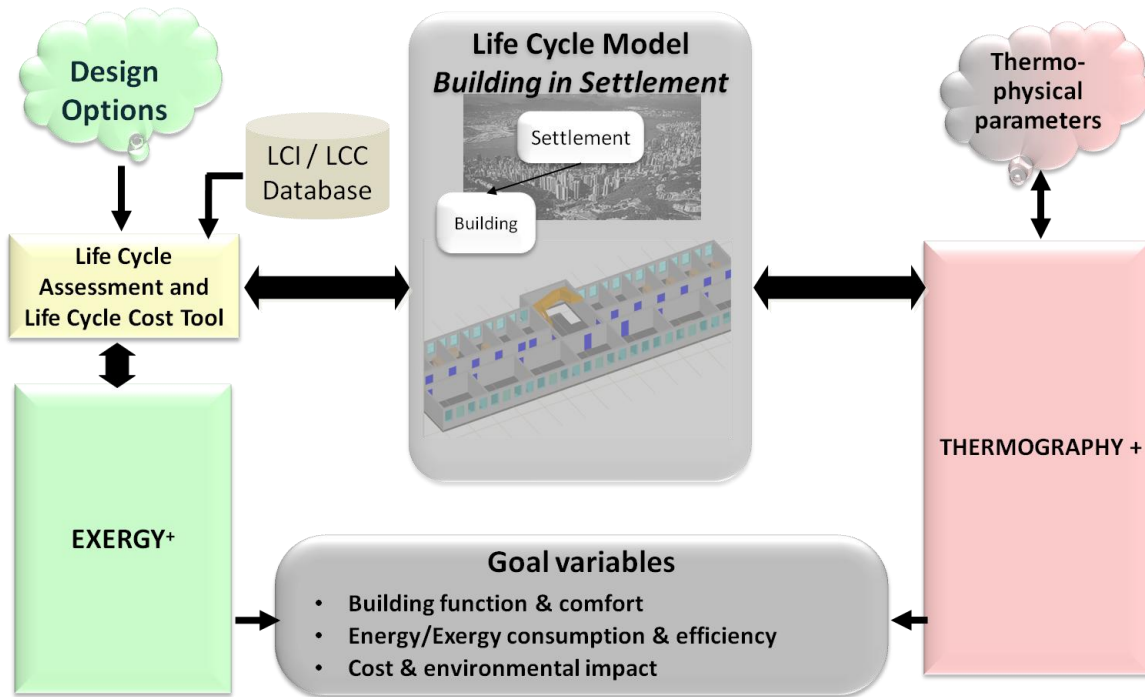 Design
Options
LCI / LCC
Database
Life Cycle Model
Building in Settlement
Settlement
Building
Thermo-
physical
parameters
Life Cycle
Assessment and
Life Cycle Cost Tool
EXERGY⁺
THERMOGRAPHY +
Goal variables
• Building function & comfort
• Energy/Exergy consumption & efficiency
• Cost & environmental impact